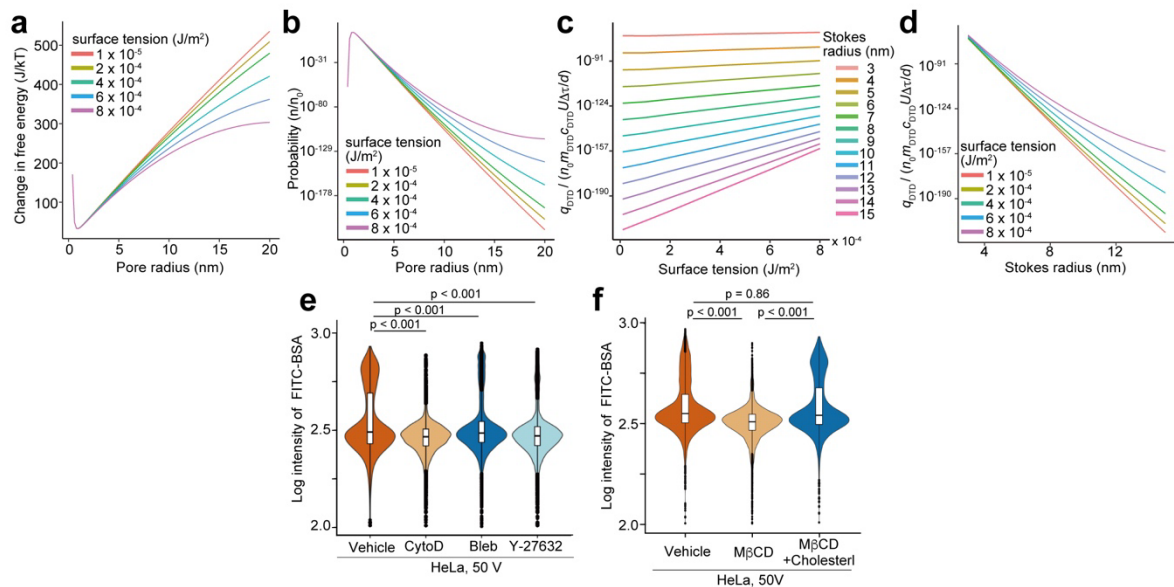 a
surface tension (J/m²)
1 x 10⁻⁵
2 x 10⁻⁴
4 x 10⁻⁴
6 x 10⁻⁴
8 x 10⁻⁴
Change in free energy (J/kT)
500
400
300
200
100
0 5 10 15 20
Pore radius (nm)
b
Probability (n/n₀)
10⁻³¹
10⁻⁸⁰
10⁻¹²⁹
10⁻¹⁷⁸
surface tension
(J/m²)
1 x 10⁻⁵
2 x 10⁻⁴
4 x 10⁻⁴
6 x 10⁻⁴
8 x 10⁻⁴
0 5 10 15 20
Pore radius (nm)
c
q_DTD / (n₀m_DTD c_DTD UΔτ/d)
10⁻⁹¹
10⁻¹²⁴
10⁻¹⁵⁷
10⁻¹⁹⁰
0 2 4 6 8
x 10⁻⁴
Surface tension (J/m²)
Stokes
radius (nm)
3
4
5
6
7
8
9
10
11
12
13
14
15
d
q_DTD / (n₀m_DTD c_DTD UΔτ/d)
10⁻⁹¹
10⁻¹²⁴
10⁻¹⁵⁷
10⁻¹⁹⁰
surface tension
(J/m²)
1 x 10⁻⁵
2 x 10⁻⁴
4 x 10⁻⁴
6 x 10⁻⁴
8 x 10⁻⁴
5 10 15
Stokes radius (nm)
e
p < 0.001
p < 0.001
p < 0.001
Log intensity of FITC-BSA
3.0
2.5
2.0
Vehicle CytoD Bleb Y-27632
HeLa, 50 V
f
p = 0.86
p < 0.001 p < 0.001
Log intensity of FITC-BSA
3.0
2.5
2.0
Vehicle MβCD MβCD
+Cholesterl
HeLa, 50V